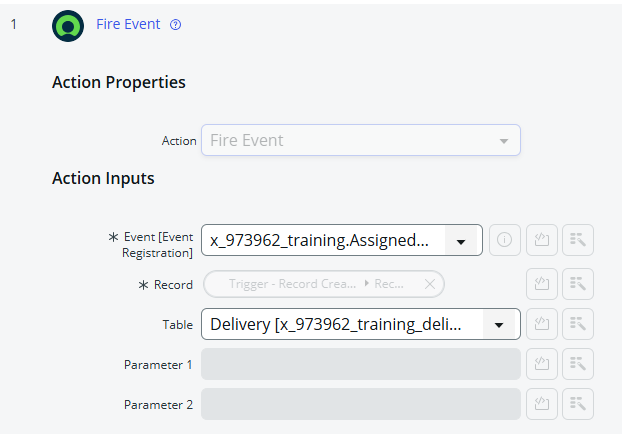 1 Fire Event
Action Properties
Action Fire Event
Action Inputs
* Event [Event Registration] x_973962_training.Assigned...
* Record Trigger - Record Crea... Rec...
Table Delivery [x_973962_training_deli...
Parameter 1
Parameter 2